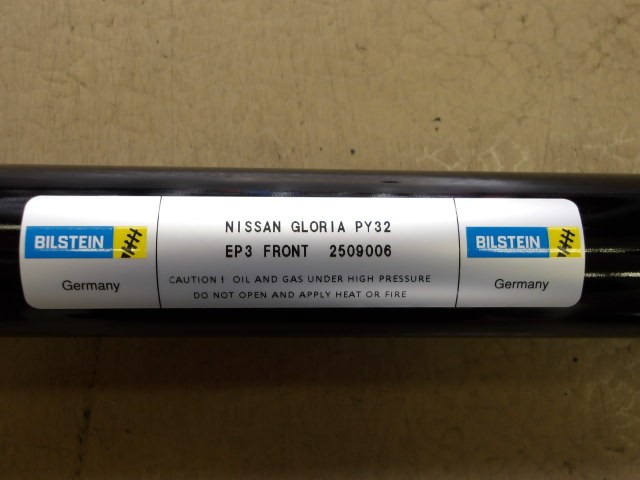 BILSTEIN
Germany
NISSAN GLORIA PY32
EP3 FRONT 2509006
CAUTION! OIL AND GAS UNDER HIGH PRESSURE
DO NOT OPEN AND APPLY HEAT OR FIRE
BILSTEIN
Germany